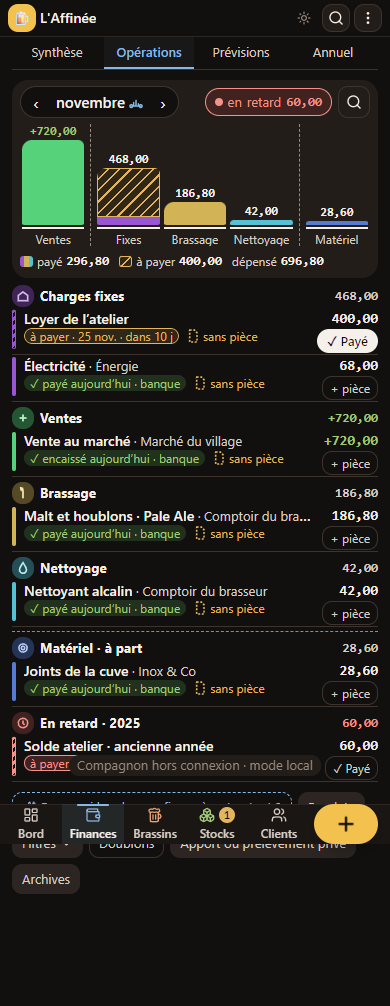 L'Affinée
Synthèse Opérations Prévisions Annuel
‹ novembre › en retard 60,00
+720,00 468,00 186,80 42,00 28,60
Ventes Fixes Brassage Nettoyage Matériel
payé 296,80 à payer 400,00 dépensé 696,80
Charges fixes 468,00
Loyer de l'atelier 400,00
à payer · 25 nov. · dans 10 j sans pièce ✓ Payé
Électricité · Énergie 68,00
✓ payé aujourd'hui · banque sans pièce + pièce
Ventes +720,00
Vente au marché · Marché du village +720,00
✓ encaissé aujourd'hui · banque sans pièce + pièce
Brassage 186,80
Malt et houblons · Pale Ale · Comptoir du bra... 186,80
✓ payé aujourd'hui · banque sans pièce + pièce
Nettoyage 42,00
Nettoyant alcalin · Comptoir du brasseur 42,00
✓ payé aujourd'hui · banque sans pièce + pièce
Matériel · à part 28,60
Joints de la cuve · Inox & Co 28,60
✓ payé aujourd'hui · banque sans pièce + pièce
En retard · 2025 60,00
Solde atelier · ancienne année 60,00
à payer Compagnon hors connexion · mode local ✓ Payé
Bord Finances Brassins Stocks 1 Clients +
Filtres Doublons Apport ou prélèvement privé
Archives